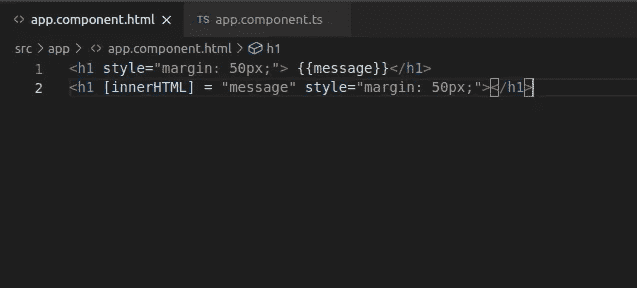 <> app.component.html × TS app.component.ts
src > app > <> app.component.html > h1
1 <h1 style="margin: 50px;"> {{message}}</h1>
2 <h1 [innerHTML] = "message" style="margin: 50px;"></h1>